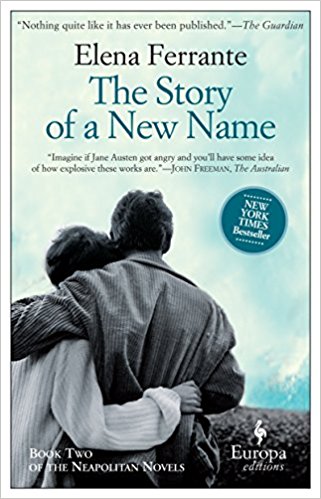 “Nothing quite like it has ever been published.”—The Guardian
Elena Ferrante
The Story
of a New Name
“Imagine if Jane Austen got angry and you’ll have some idea
of how explosive these works are.”—JOHN FREEMAN, The Australian
NEW
YORK
TIMES
Bestseller
BOOK TWO
OF THE NEAPOLITAN NOVELS
Europa
editions